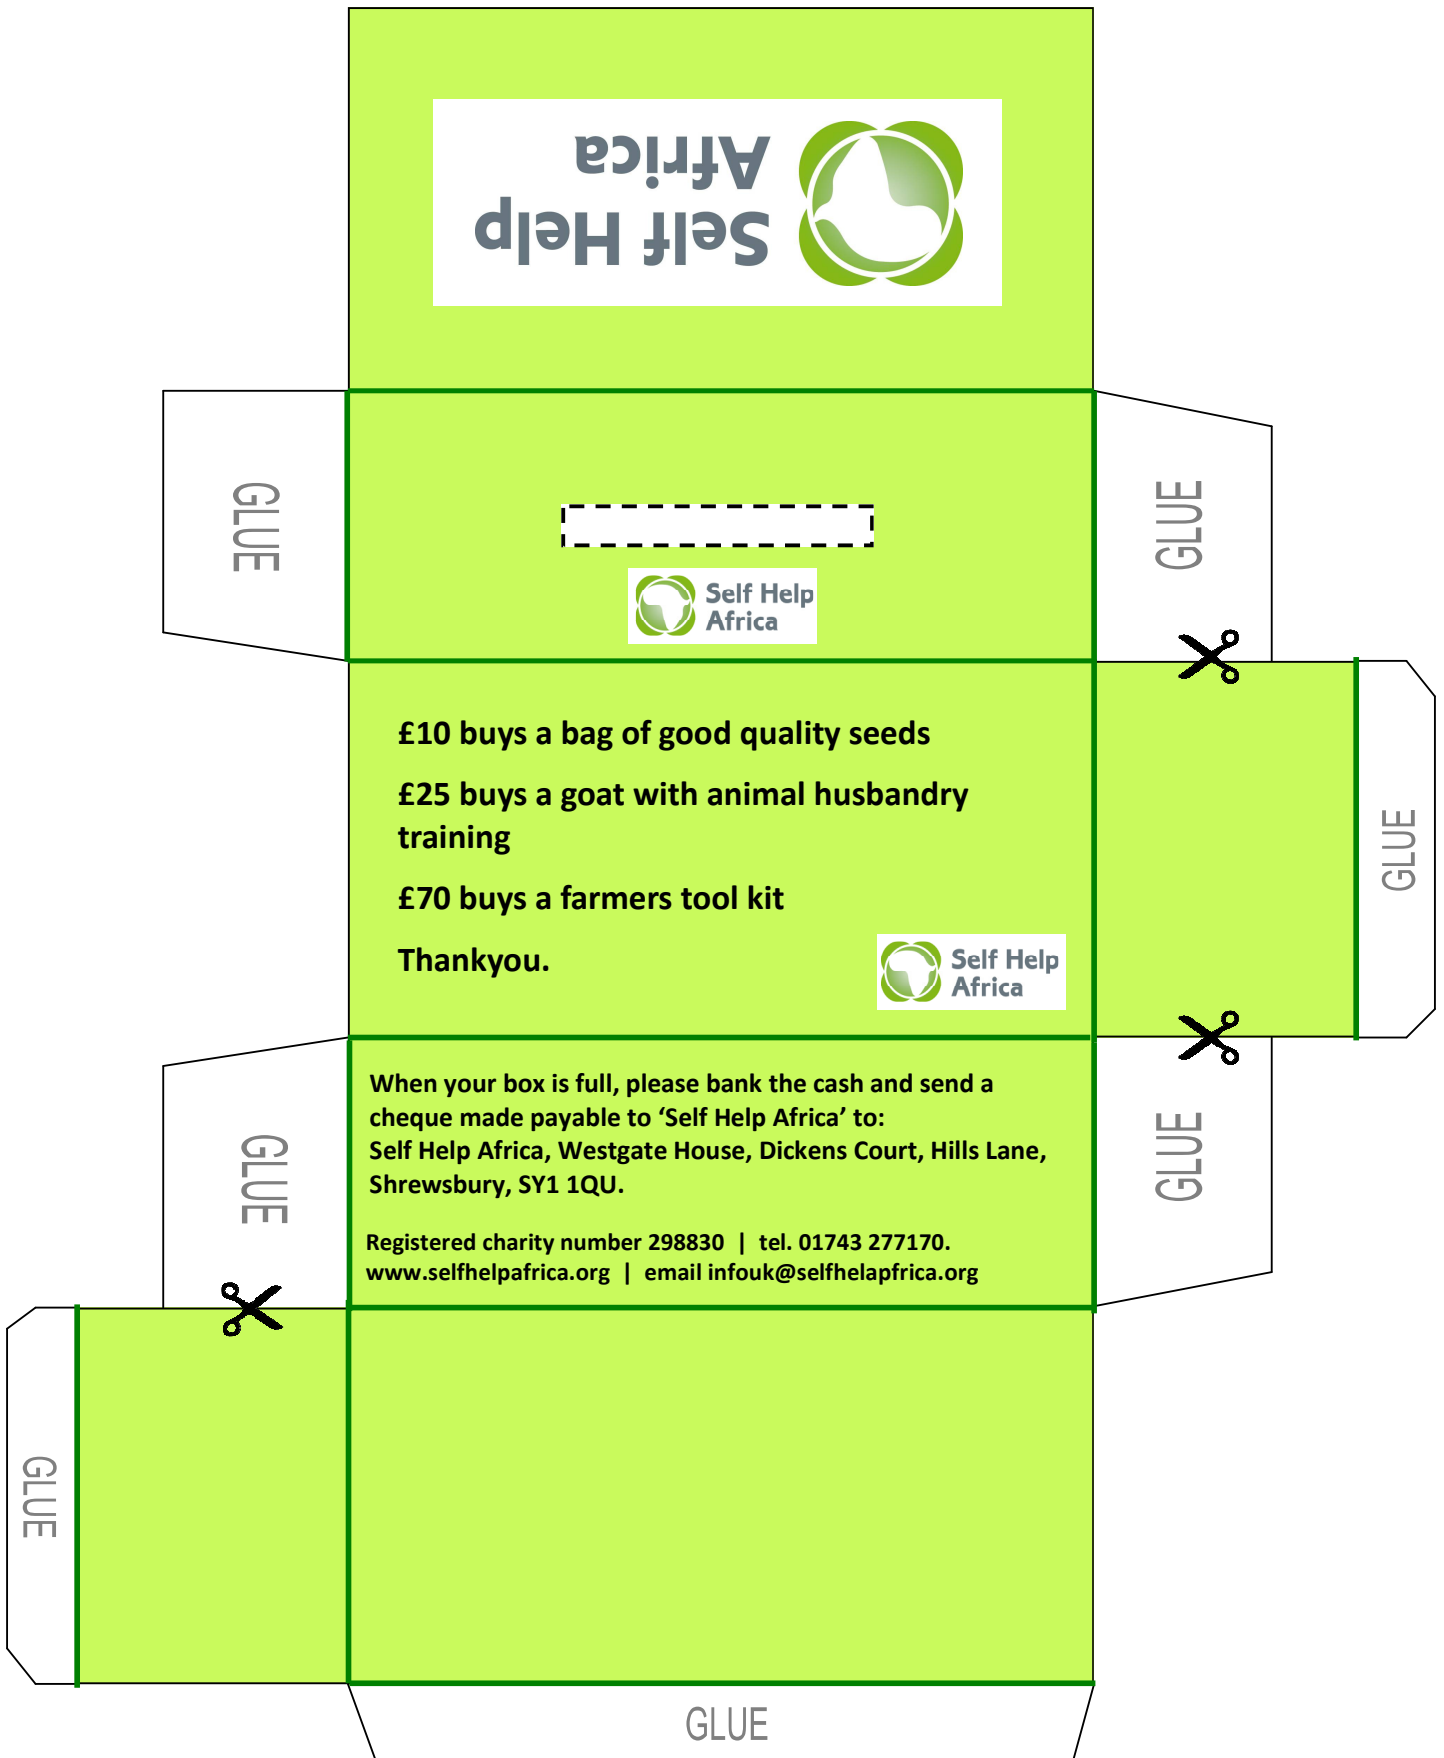 Self Help
Africa
GLUE
GLUE
Self Help
Africa
£10 buys a bag of good quality seeds
£25 buys a goat with animal husbandry
training
£70 buys a farmers tool kit
Thankyou.
Self Help
Africa
GLUE
When your box is full, please bank the cash and send a
cheque made payable to ‘Self Help Africa’ to:
Self Help Africa, Westgate House, Dickens Court, Hills Lane,
Shrewsbury, SY1 1QU.
Registered charity number 298830 | tel. 01743 277170.
www.selfhelpafrica.org | email infouk@selfhelapfrica.org
GLUE
GLUE
GLUE
GLUE